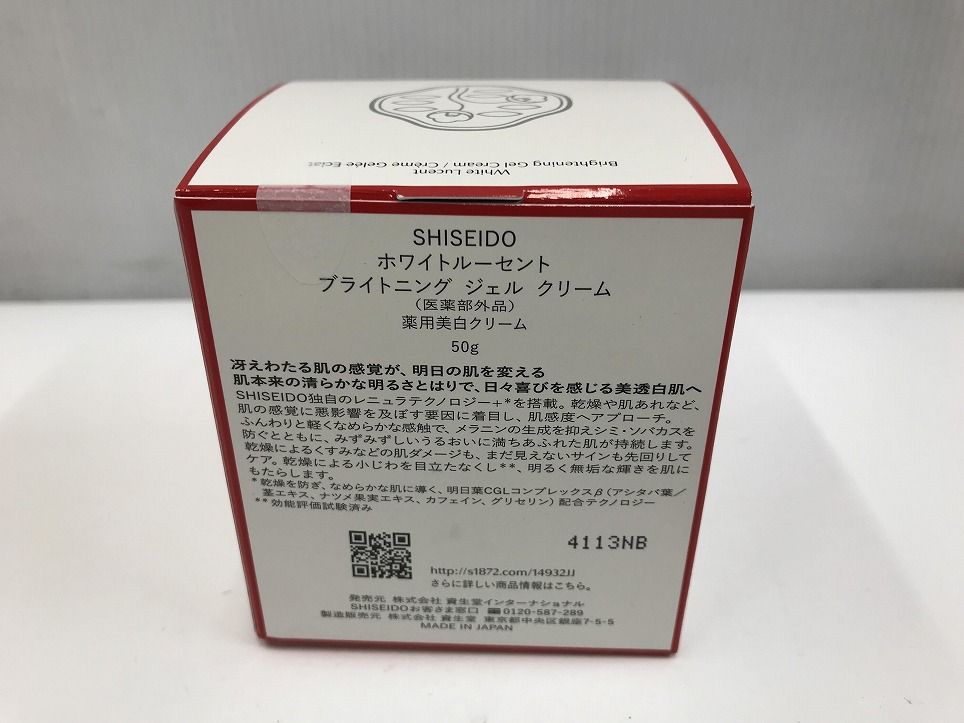 White Lucent
Brightening Gel Cream / Crème Gelée Eclat
SHISEIDO
ホワイトルーセント
ブライトニング ジェル クリーム
(医薬部外品)
薬用美白クリーム
50g
冴えわたる肌の感覚が、明日の肌を変える
肌本来の清らかな明るさとはりで、日々喜びを感じる美透白肌へ
SHISEIDO独自のレニュラテクノロジー+*を搭載。乾燥や肌あれなど、
肌の感覚に悪影響を及ぼす要因に着目し、肌感度へアプローチ。
ふんわりと軽くなめらかな感触で、メラニンの生成を抑えシミ・ソバカスを
防ぐとともに、みずみずしいうるおいに満ちあふれた肌が持続します。
乾燥によるくすみなどの肌ダメージも、まだ見えないサインも先回りして
ケア。乾燥による小じわを目立たなくし**、明るく無垢な輝きを肌に
もたらします。
*乾燥を防ぎ、なめらかな肌に導く、明日葉CGLコンプレックスβ(アシタバ葉/
茎エキス、ナツメ果実エキス、カフェイン、グリセリン)配合テクノロジー
**効能評価試験済み
4113NB
http://s1872.com/14932JJ
さらに詳しい商品情報はこちら。
発売元 株式会社 資生堂インターナショナル
SHISEIDOお客さま窓口 0120-587-289
製造販売元 株式会社 資生堂 東京都中央区銀座7-5-5
MADE IN JAPAN